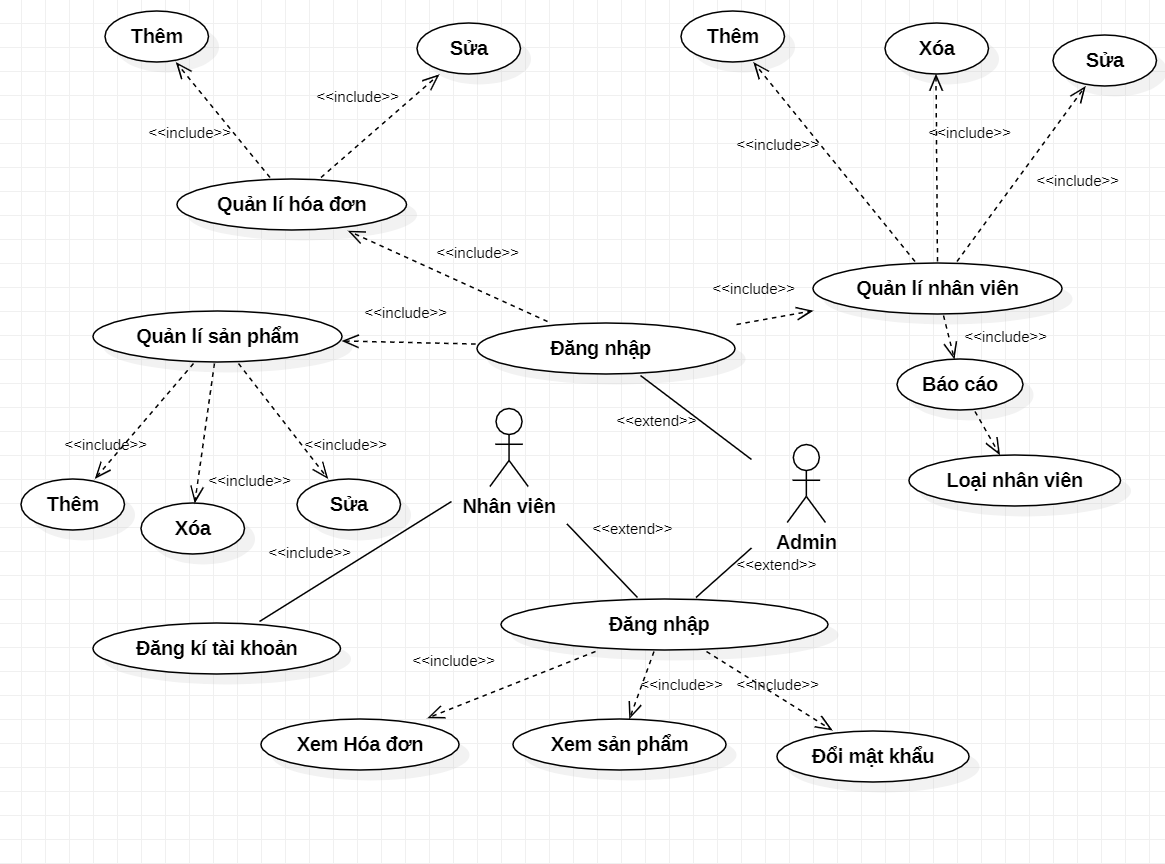 Thêm
Sửa
Thêm
Xóa
Sửa
<<include>>
<<include>>
<<include>>
<<include>>
<<include>>
Quản lí hóa đơn
<<include>>
<<include>>
Quản lí nhân viên
<<include>>
Quản lí sản phẩm
Đăng nhập
<<include>>
Báo cáo
<<extend>>
<<include>>
<<include>>
<<include>>
Loại nhân viên
Thêm
Xóa
Sửa
Nhân viên
<<extend>>
Admin
<<include>>
<<extend>>
Đăng nhập
Đăng kí tài khoản
<<include>>
<<include>>
<<include>>
Xem Hóa đơn
Xem sản phẩm
Đổi mật khẩu